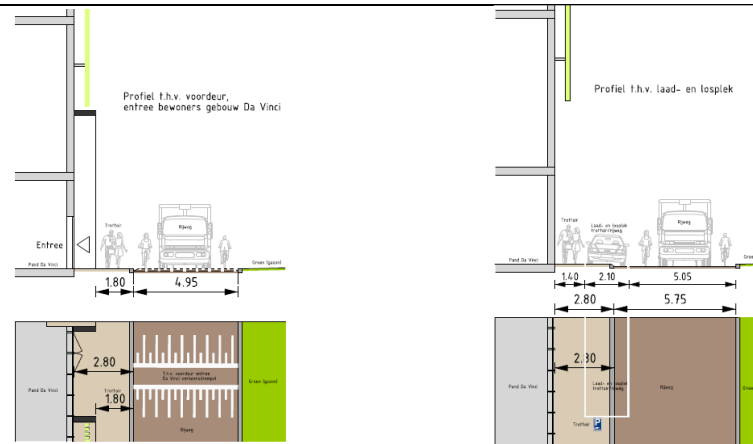 Profiel t.h.v. voordeur,
entree bewoners gebouw Da Vinci
Trottoir
Rijweg
Entree
Pand Da Vinci
Groen (gazon)
1.80
4.95
2.80
Pand Da Vinci
Trottoir
1.80
T.h.v. voordeur entree
Da Vinci verkeersdrempel
Groen (gazon)
Rijweg
Profiel t.h.v. laad- en losplek
Trottoir
Laad- en losplek
trottoir/rijweg
Rijweg
Pand Da Vinci
Groen
1.40
2.10
5.05
2.80
5.75
2.80
Pand Da Vinci
Laad- en losplek
trottoir/rijweg
Rijweg
Groen
Trottoir
P